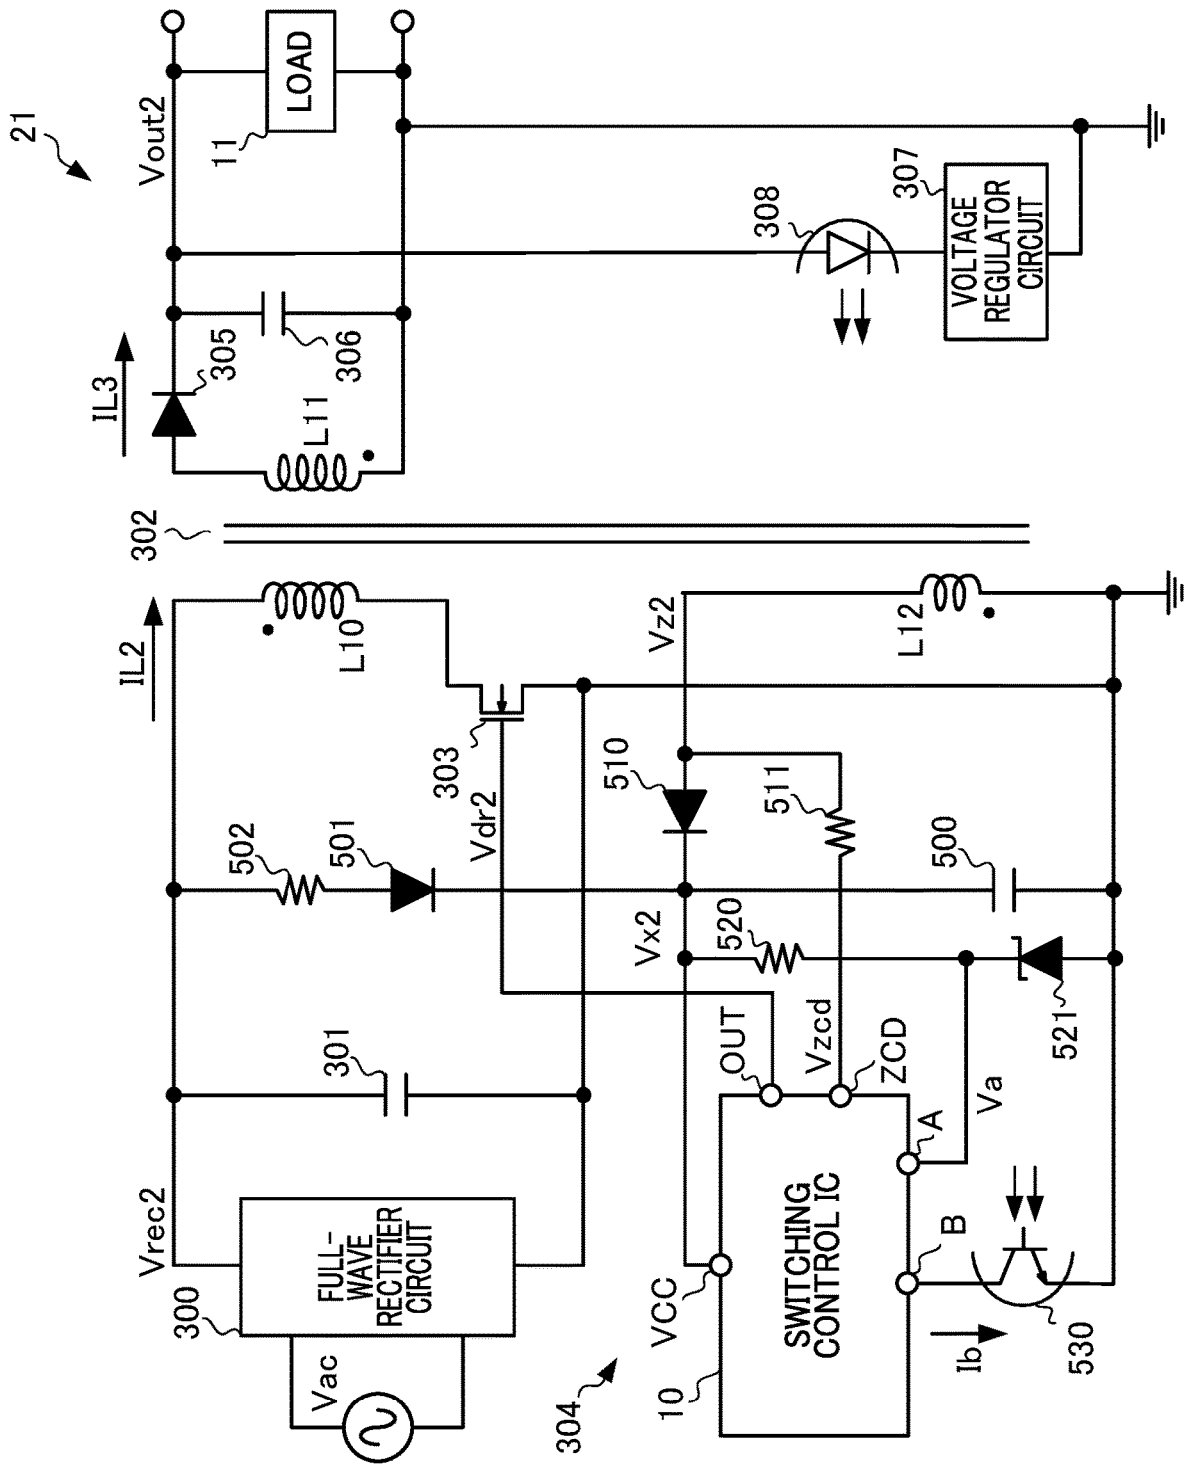 21
Vac
300
FULL-
WAVE
RECTIFIER
CIRCUIT
Vrec2
301
502
501
IL2
L10
303
Vdr2
302
IL3
305
306
L11
Vout2
11
LOAD
304
10
SWITCHING
CONTROL IC
VCC
OUT
ZCD
A
B
Vzcd
Va
Ib
530
Vx2
520
521
500
510
511
Vz2
L12
308
307
VOLTAGE
REGULATOR
CIRCUIT